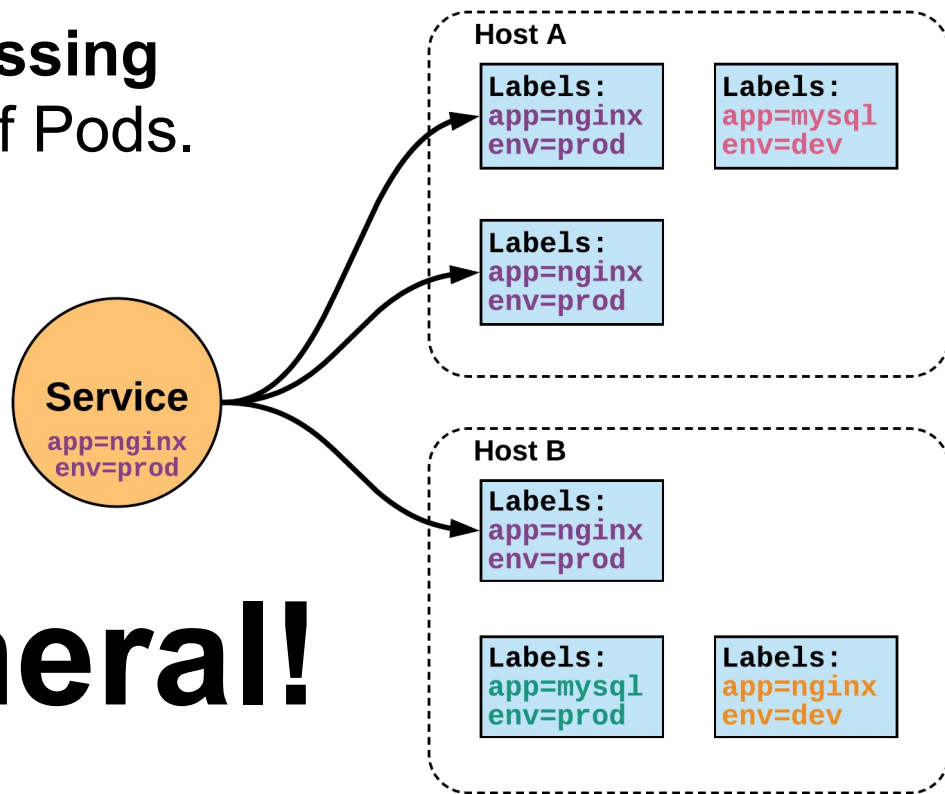 ssing
f Pods.
neral!
Service
app=nginx
env=prod
Host A
Labels:
app=nginx
env=prod
Labels:
app=mysql
env=dev
Labels:
app=nginx
env=prod
Host B
Labels:
app=nginx
env=prod
Labels:
app=mysql
env=prod
Labels:
app=nginx
env=dev